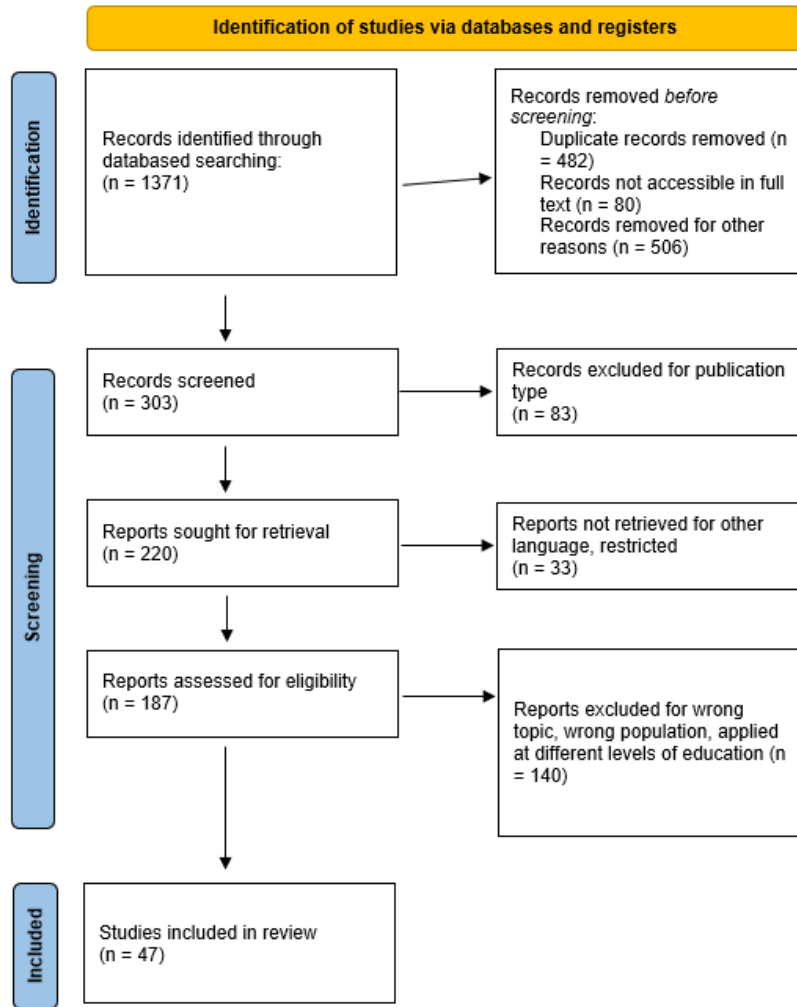 Identification of studies via databases and registers
Identification
Records identified through
databased searching:
(n = 1371)
Records removed before
screening:
Duplicate records removed (n
= 482)
Records not accessible in full
text (n = 80)
Records removed for other
reasons (n = 506)
Screening
Records screened
(n = 303)
Records excluded for publication
type
(n = 83)
Reports sought for retrieval
(n = 220)
Reports not retrieved for other
language, restricted
(n = 33)
Reports assessed for eligibility
(n = 187)
Reports excluded for wrong
topic, wrong population, applied
at different levels of education (n
= 140)
Included
Studies included in review
(n = 47)